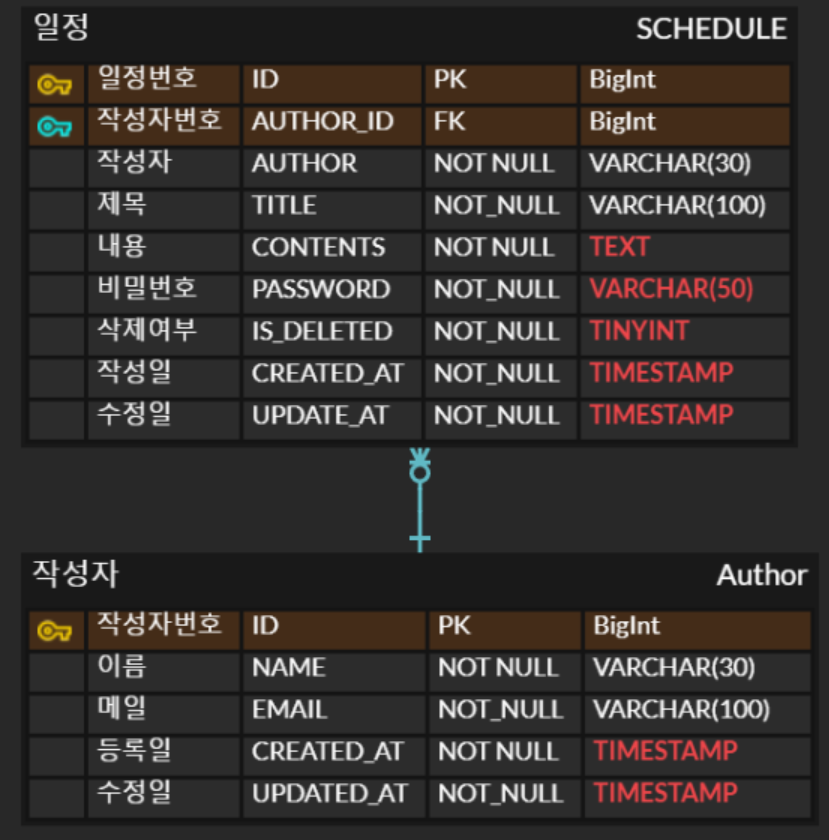 일정 SCHEDULE
일정번호 ID PK BigInt
작성자번호 AUTHOR_ID FK BigInt
작성자 AUTHOR NOT NULL VARCHAR(30)
제목 TITLE NOT_NULL VARCHAR(100)
내용 CONTENTS NOT NULL TEXT
비밀번호 PASSWORD NOT_NULL VARCHAR(50)
삭제여부 IS_DELETED NOT_NULL TINYINT
작성일 CREATED_AT NOT_NULL TIMESTAMP
수정일 UPDATE_AT NOT_NULL TIMESTAMP
작성자 Author
작성자번호 ID PK BigInt
이름 NAME NOT NULL VARCHAR(30)
메일 EMAIL NOT_NULL VARCHAR(100)
등록일 CREATED_AT NOT NULL TIMESTAMP
수정일 UPDATED_AT NOT_NULL TIMESTAMP